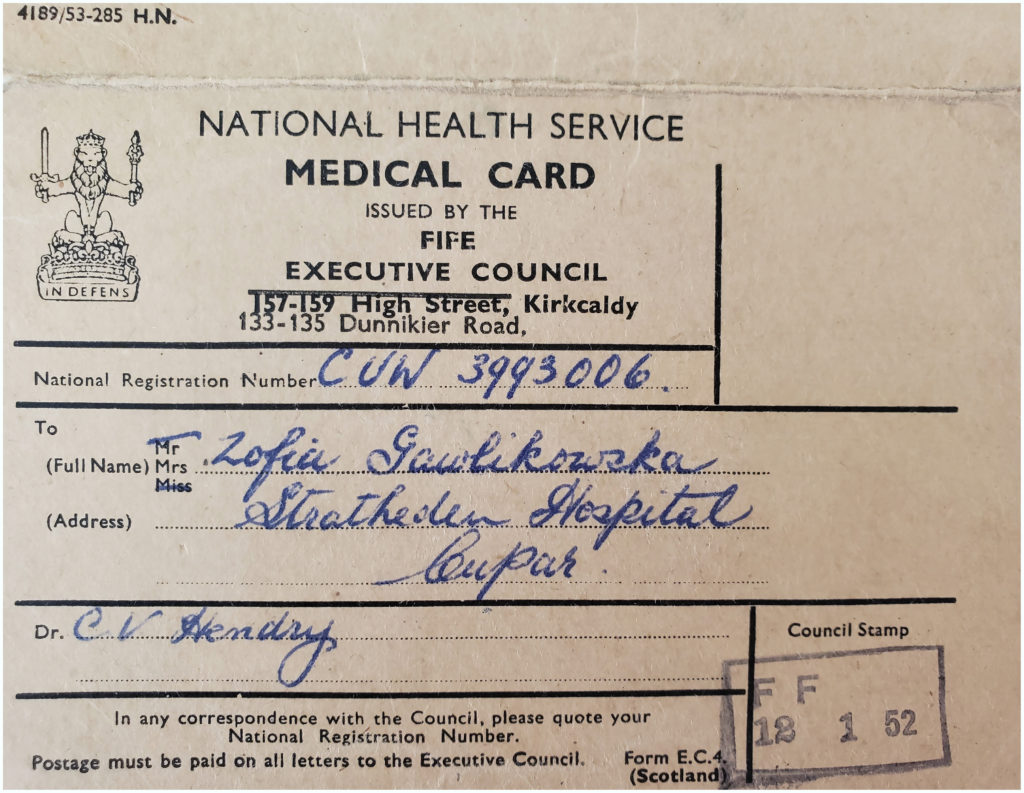 4189/53-285 H.N.
NATIONAL HEALTH SERVICE
MEDICAL CARD
ISSUED BY THE
FIFE
EXECUTIVE COUNCIL
157-159 High Street, Kirkcaldy
133-135 Dunnikier Road,
IN DEFENS
National Registration Number CUW 3993006.
To
Mr
(Full Name) Mrs Zofia Gawlikowska
Miss
(Address) Stratheden Hospital
Cupar.
Dr. C V Hendry
Council Stamp
FF
12 1 52
In any correspondence with the Council, please quote your
National Registration Number.
Postage must be paid on all letters to the Executive Council.
Form E.C.4.
(Scotland)